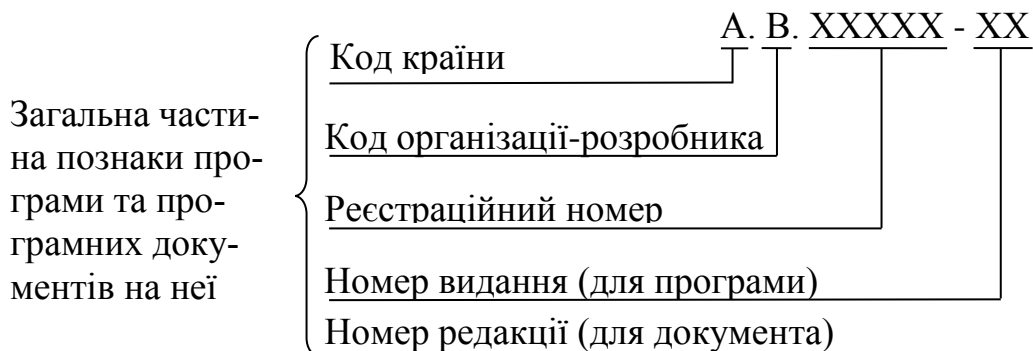 А. В. ХХХХХ - ХХ
Код країни
Загальна части-
на познаки про-
грами та про-
грамних доку-
ментів на неї
Код організації-розробника
Реєстраційний номер
Номер видання (для програми)
Номер редакції (для документа)